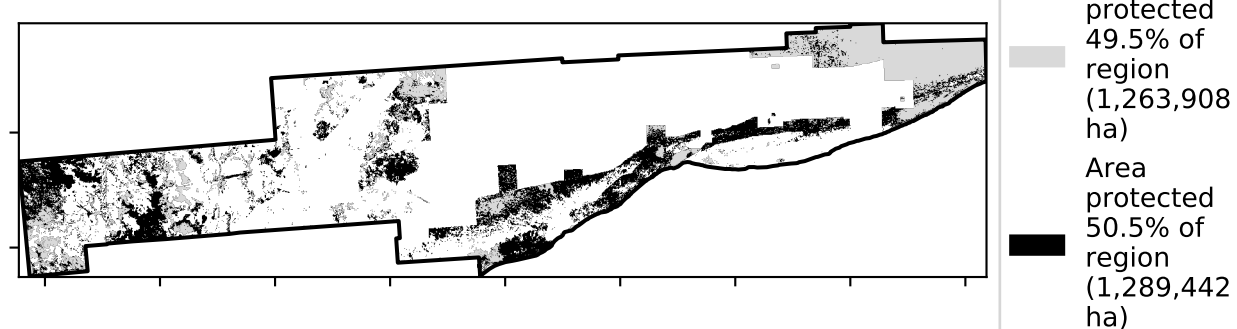 protected
49.5% of
region
(1,263,908
ha)
Area
protected
50.5% of
region
(1,289,442
ha)